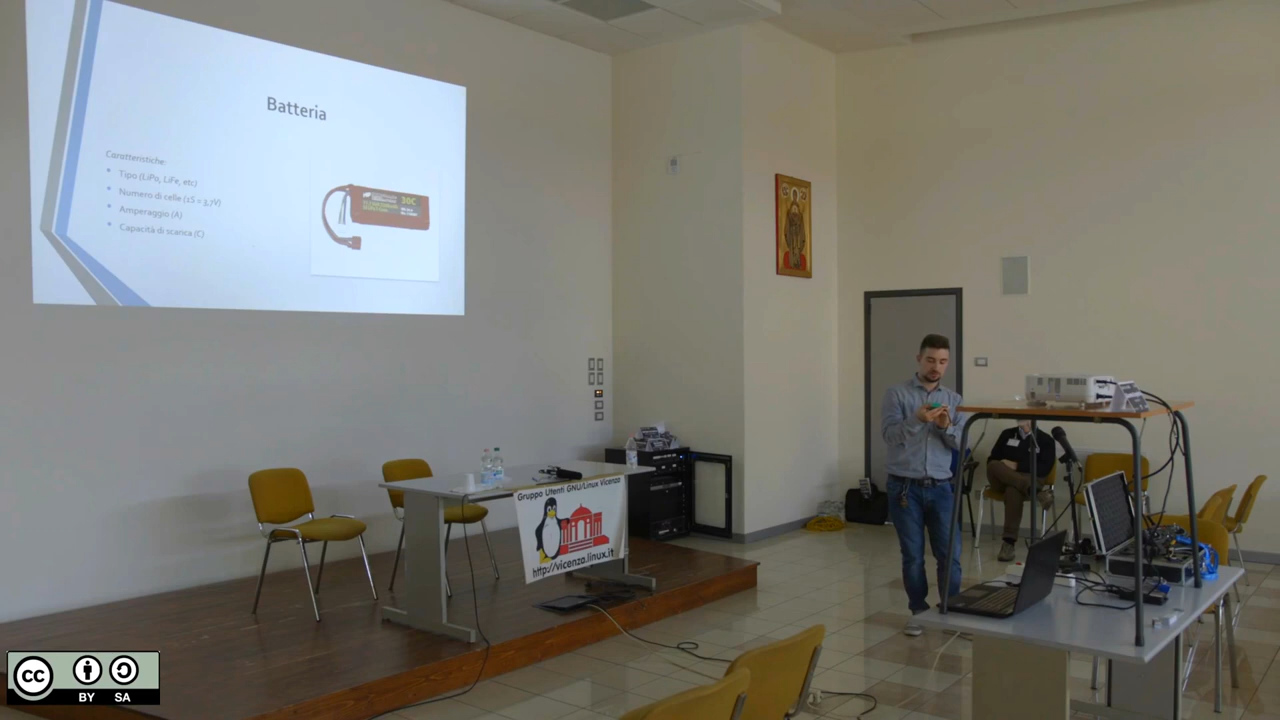 Batteria
Caratteristiche:
Tipo (LiPo, LiFe, etc)
Numero di celle (1S = 3,7V)
Amperaggio (A)
Capacità di scarica (C)
30C
Gruppo Utenti GNU/Linux Vicenza
http://vicenza.linux.it
cc
BY SA